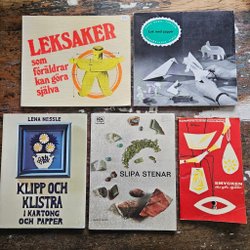 LEKSAKER
som
föräldrar
kan göra
själva
Lek med papper
LENA NESSLE
KLIPP OCH
KLISTRA
I KARTONG
OCH PAPPER
SLIPA STENAR
SMYCKEN